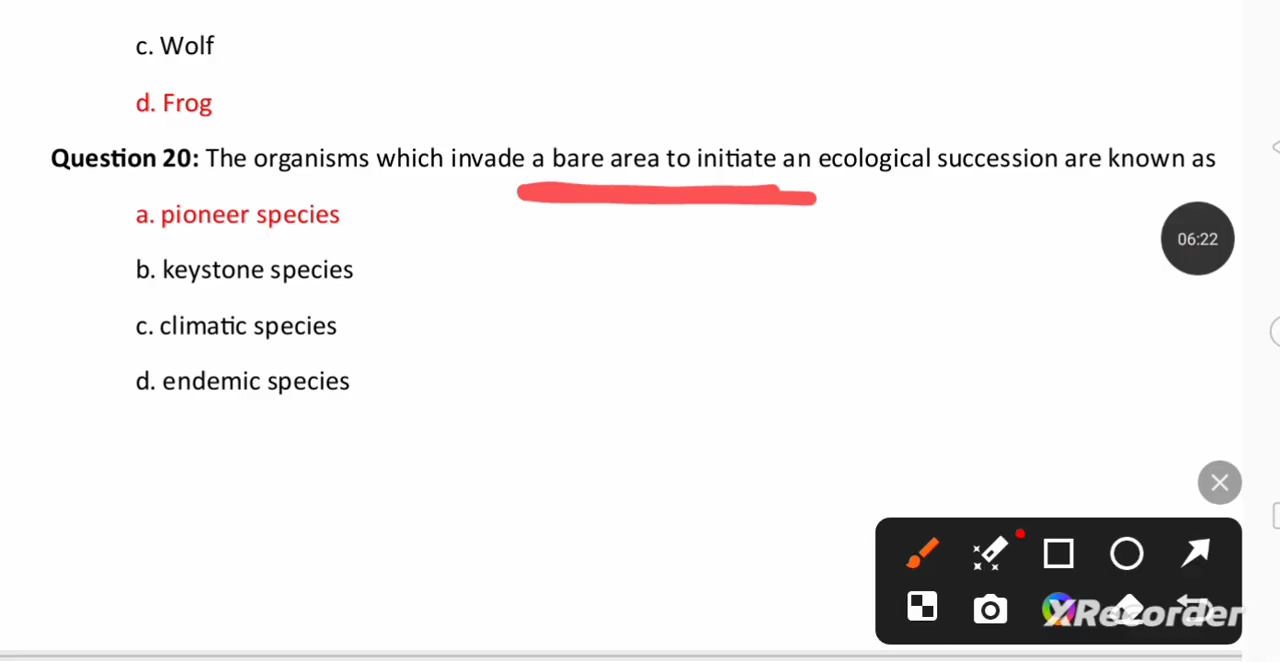 c. Wolf
d. Frog
Question 20: The organisms which invade a bare area to initiate an ecological succession are known as
a. pioneer species
06:22
b. keystone species
c. climatic species
d. endemic species
XRecorder